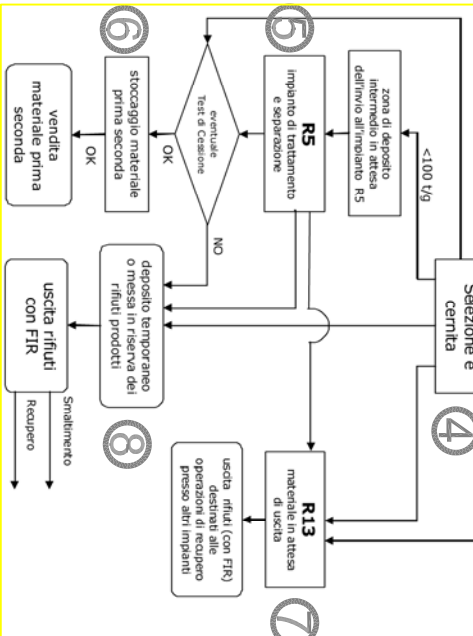 Selezione e
cernita
4
<100 t/g
zona di deposito
intermedio in attesa
dell'invio all'impianto R5
5
R5
impianto di trattamento
e separazione
eventuale
Test di Cessione
OK
NO
6
stoccaggio materiale
prima seconda
OK
vendita
materiale prima
seconda
deposito temporaneo
o messa in riserva dei
rifiuti prodotti
8
uscita rifiuti
con FIR
Smaltimento
Recupero
R13
materiale in attesa
di uscita
7
uscita rifiuti (con FIR)
destinati alle
operazioni di recupero
presso altri impianti